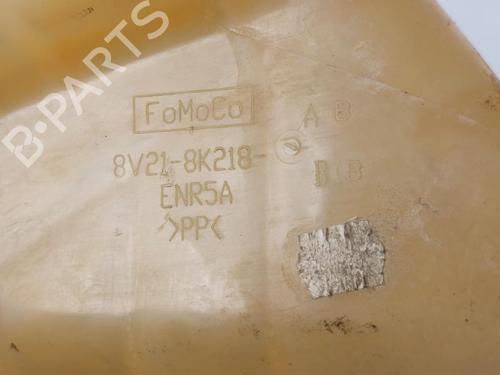 B-PARTS
FoMoCo
A B
8V21-8K218-
B B
ENR5A
>PP<